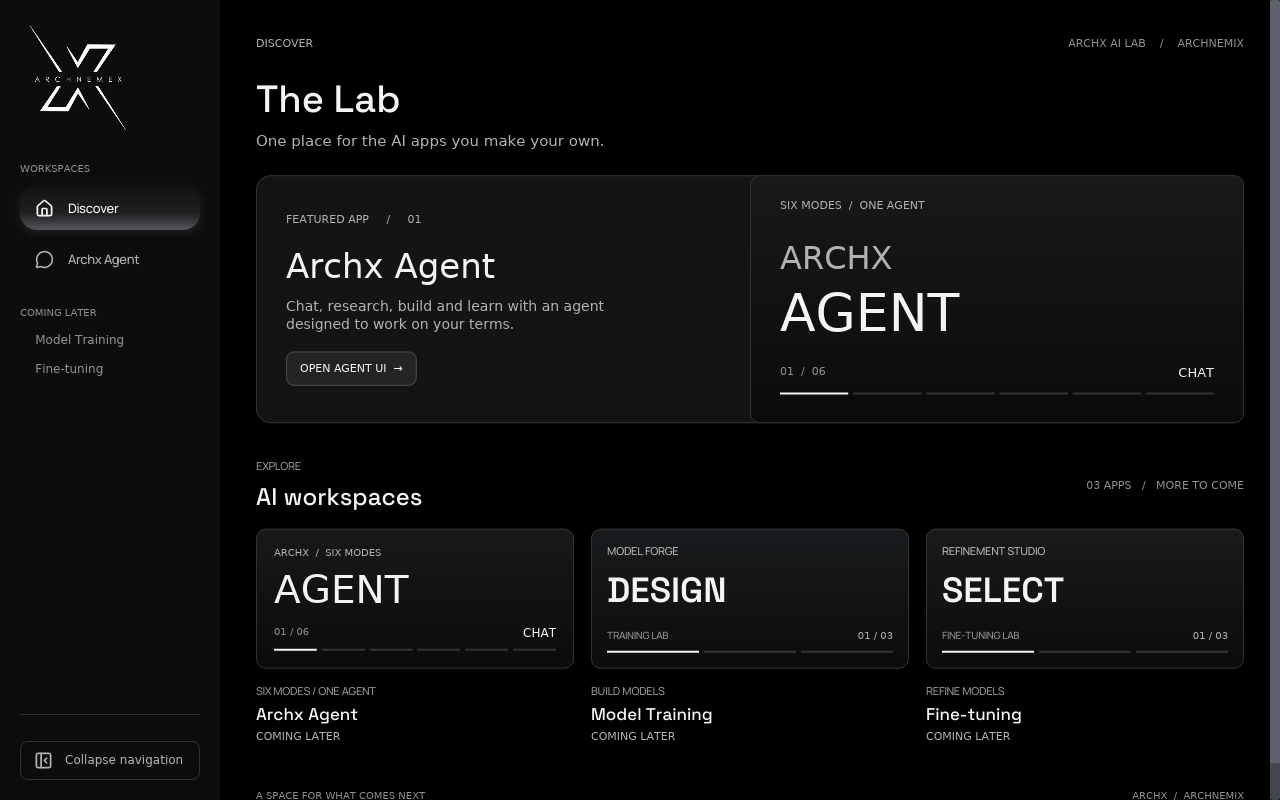 ARCHNEMEX
WORKSPACES
Discover
Archx Agent
COMING LATER
Model Training
Fine-tuning
Collapse navigation
DISCOVER
ARCHX AI LAB / ARCHNEMIX
The Lab
One place for the AI apps you make your own.
FEATURED APP / 01
Archx Agent
Chat, research, build and learn with an agent
designed to work on your terms.
OPEN AGENT UI →
SIX MODES / ONE AGENT
ARCHX
AGENT
01 / 06
CHAT
EXPLORE
AI workspaces
03 APPS / MORE TO COME
ARCHX / SIX MODES
AGENT
01 / 06
CHAT
SIX MODES / ONE AGENT
Archx Agent
COMING LATER
MODEL FORGE
DESIGN
TRAINING LAB
01 / 03
BUILD MODELS
Model Training
COMING LATER
REFINEMENT STUDIO
SELECT
FINE-TUNING LAB
01 / 03
REFINE MODELS
Fine-tuning
COMING LATER
A SPACE FOR WHAT COMES NEXT
ARCHX / ARCHNEMIX